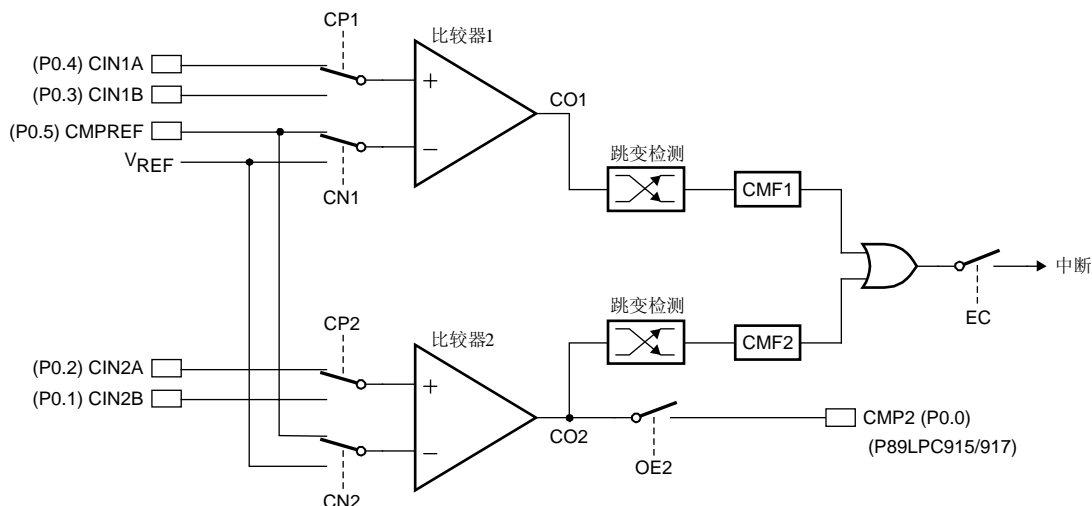 CP1
比较器1
(P0.4) CIN1A
(P0.3) CIN1B
(P0.5) CMPREF
VREF
+
−
CN1
CO1
跳变检测
CMF1
中断
EC
CP2
比较器2
跳变检测
CMF2
(P0.2) CIN2A
(P0.1) CIN2B
+
−
CN2
CO2
OE2
CMP2 (P0.0)
(P89LPC915/917)